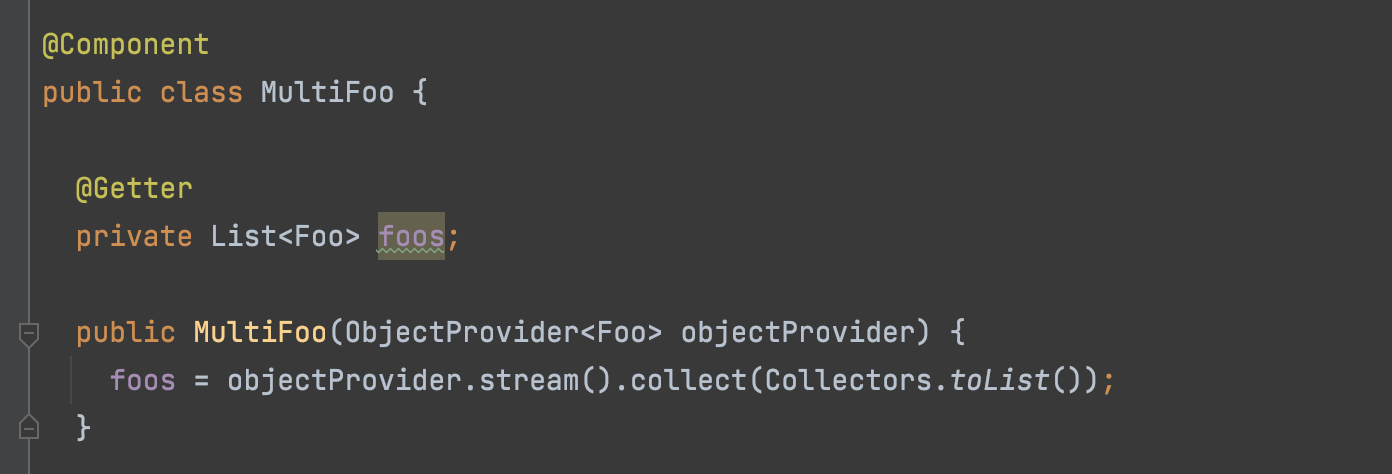 @Component
public class MultiFoo {
@Getter
private List<Foo> foos;
public MultiFoo(ObjectProvider<Foo> objectProvider) {
foos = objectProvider.stream().collect(Collectors.toList());
}